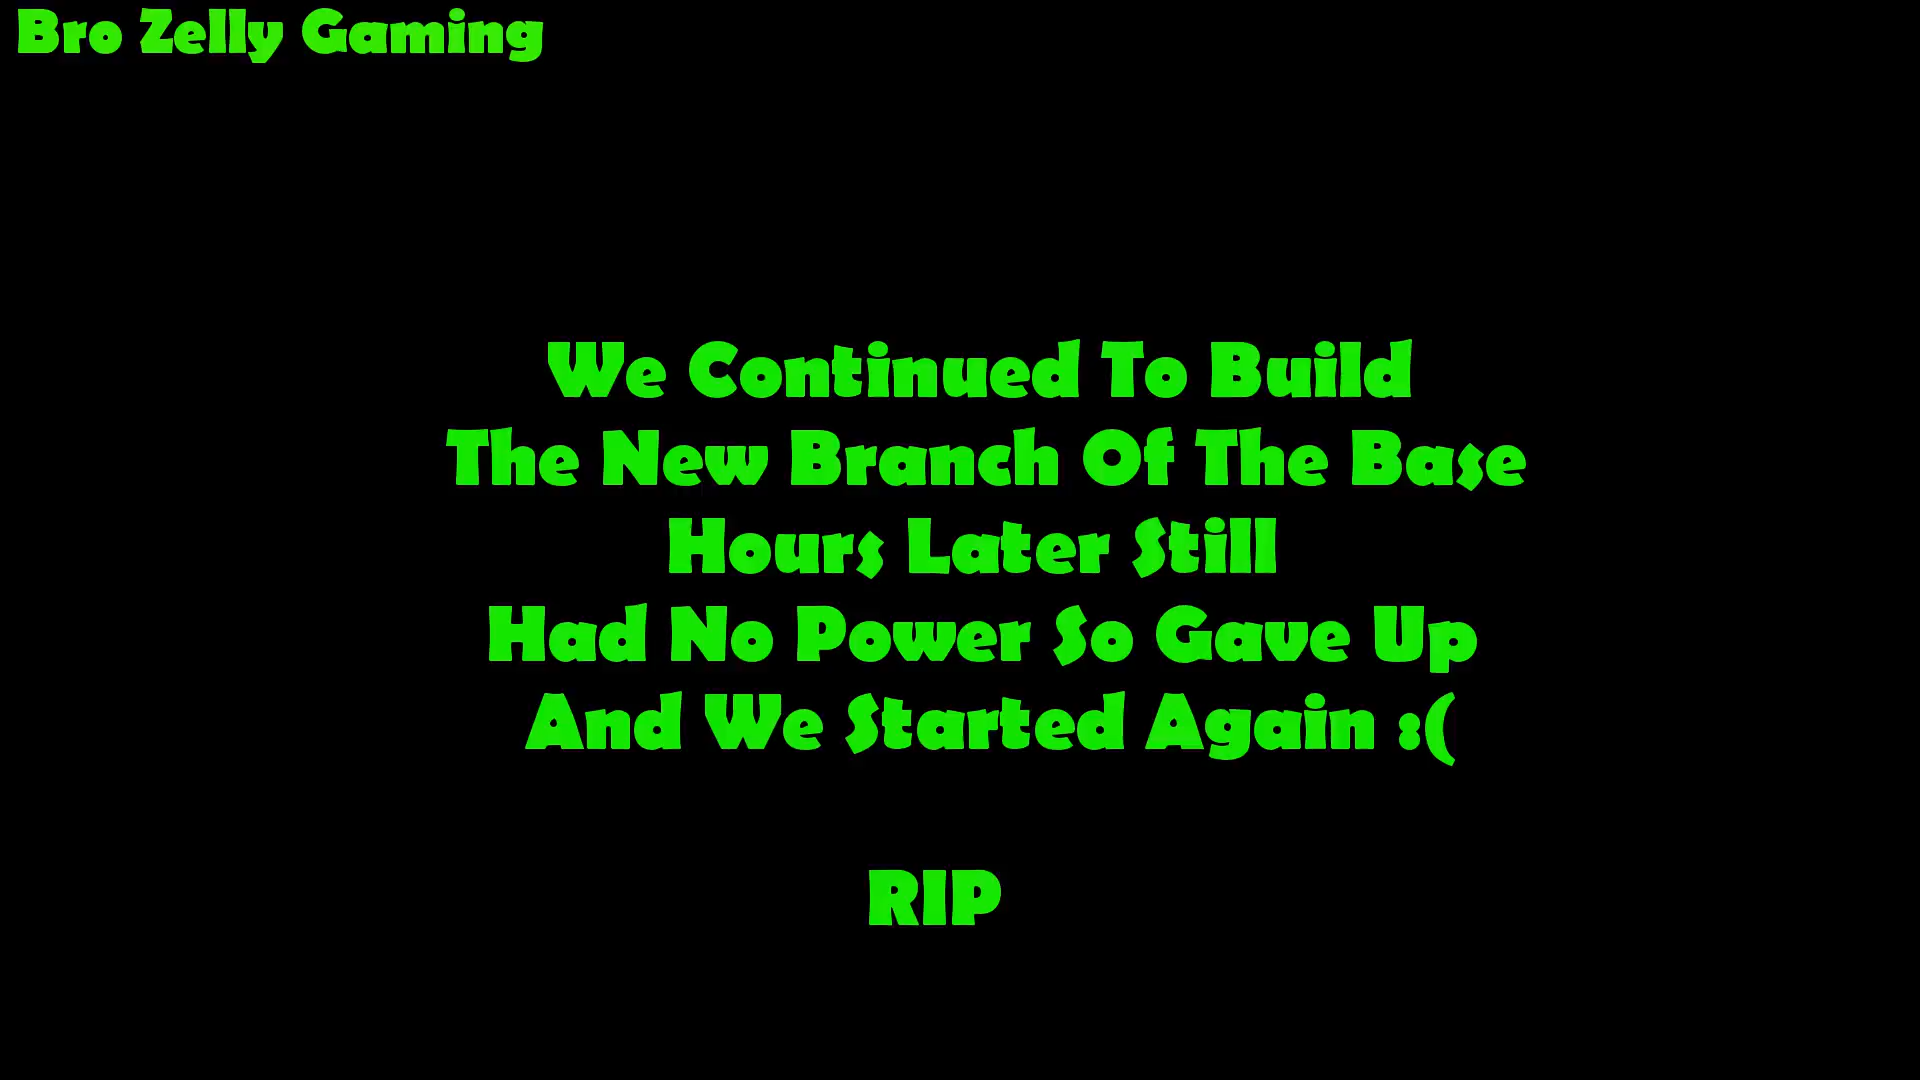 Bro Zelly Gaming
We Continued To Build
The New Branch Of The Base
Hours Later Still
Had No Power So Gave Up
And We Started Again :(
RIP